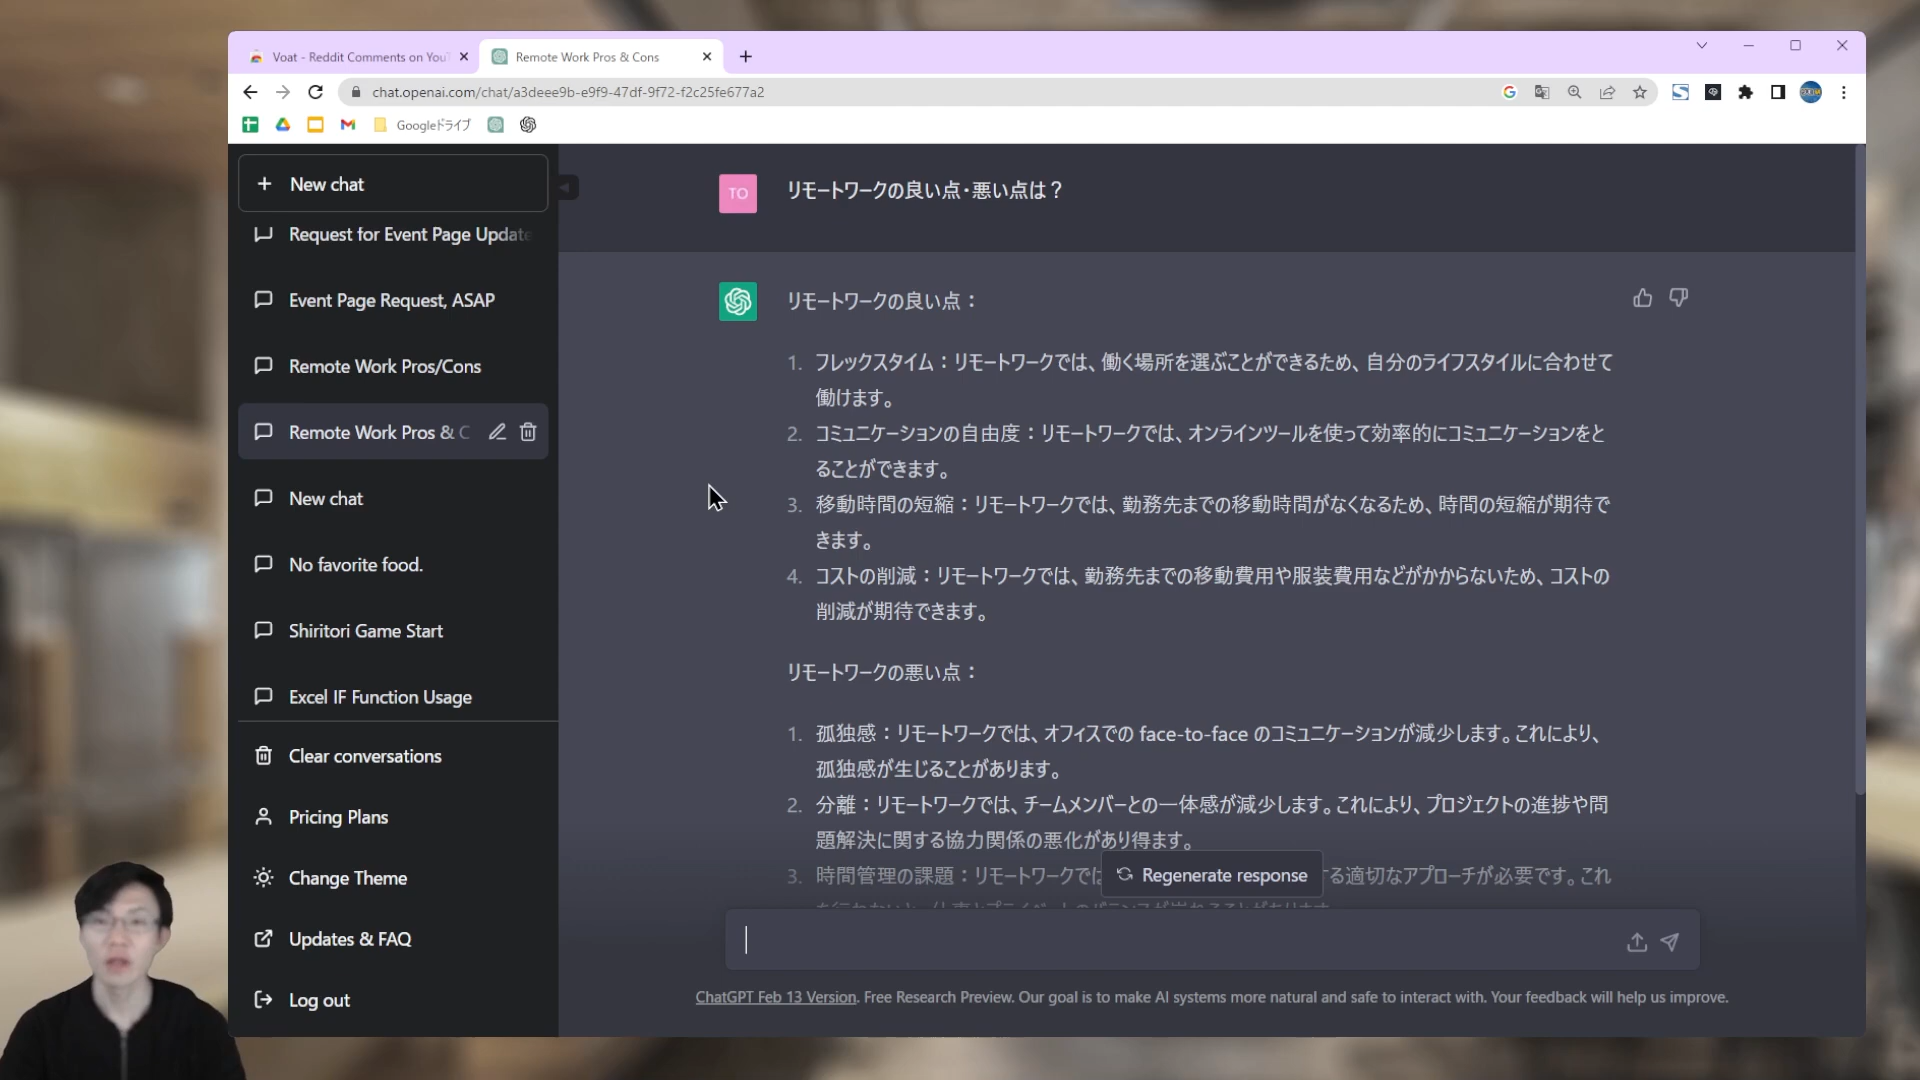 Voat - Reddit Comments on You
Remote Work Pros & Cons
chat.openai.com/chat/a3deee9b-e9f9-47df-9f72-f2c25fe677a2
Googleドライブ
New chat
Request for Event Page Update
Event Page Request, ASAP
Remote Work Pros/Cons
Remote Work Pros & C
New chat
No favorite food.
Shiritori Game Start
Excel IF Function Usage
Clear conversations
Pricing Plans
Change Theme
Updates & FAQ
Log out
TO
リモートワークの良い点・悪い点は？
リモートワークの良い点：
1. フレックスタイム：リモートワークでは、働く場所を選ぶことができるため、自分のライフスタイルに合わせて
働けます。
2. コミュニケーションの自由度：リモートワークでは、オンラインツールを使って効率的にコミュニケーションをと
ることができます。
3. 移動時間の短縮：リモートワークでは、勤務先までの移動時間がなくなるため、時間の短縮が期待で
きます。
4. コストの削減：リモートワークでは、勤務先までの移動費用や服装費用などがかからないため、コストの
削減が期待できます。
リモートワークの悪い点：
1. 孤独感：リモートワークでは、オフィスでの face-to-face のコミュニケーションが減少します。これにより、
孤独感が生じることがあります。
2. 分離：リモートワークでは、チームメンバーとの一体感が減少します。これにより、プロジェクトの進捗や問
題解決に関する協力関係の悪化があり得ます。
3. 時間管理の課題：リモートワークでは
する適切なアプローチが必要です。これ
Regenerate response
ChatGPT Feb 13 Version. Free Research Preview. Our goal is to make AI systems more natural and safe to interact with. Your feedback will help us improve.